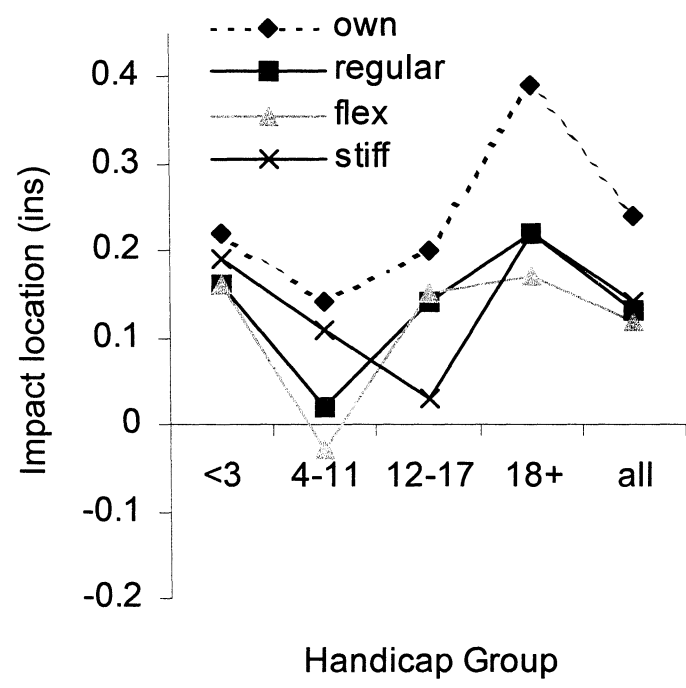 own
regular
flex
stiff
0.4
0.3
0.2
0.1
0
-0.1
-0.2
Impact location (ins)
<3 4-11 12-17 18+ all
Handicap Group